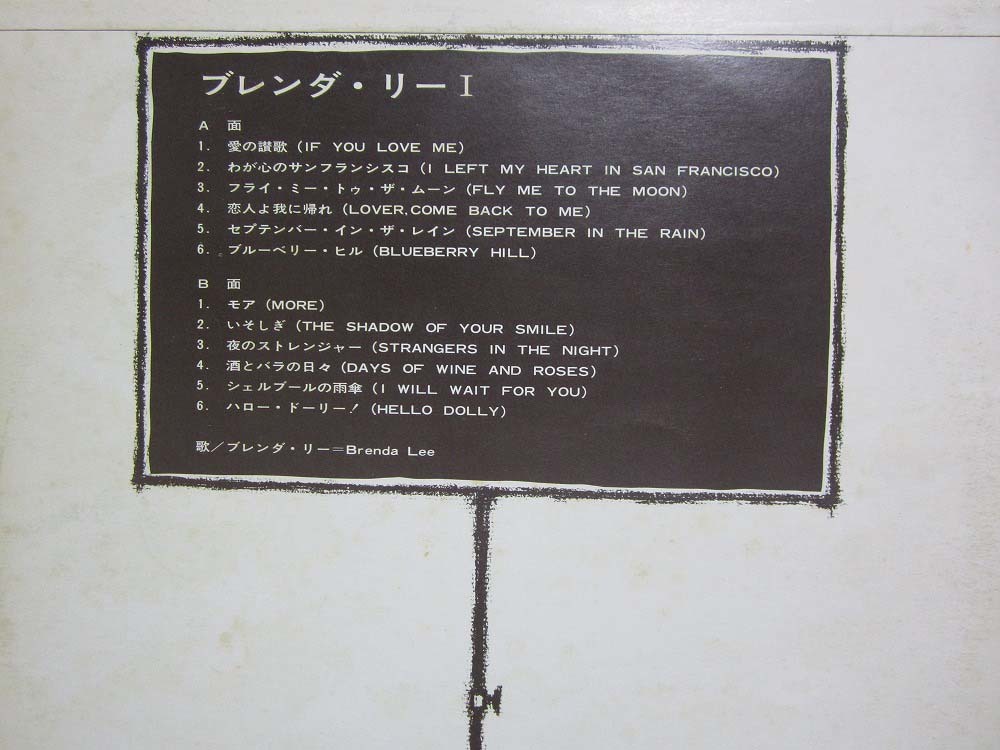 ブレンダ・リー I
A 面
1. 愛の讃歌 (IF YOU LOVE ME)
2. わが心のサンフランシスコ (I LEFT MY HEART IN SAN FRANCISCO)
3. フライ・ミー・トゥ・ザ・ムーン (FLY ME TO THE MOON)
4. 恋人よ我に帰れ (LOVER, COME BACK TO ME)
5. セプテンバー・イン・ザ・レイン (SEPTEMBER IN THE RAIN)
6. ブルーベリー・ヒル (BLUEBERRY HILL)
B 面
1. モア (MORE)
2. いそしぎ (THE SHADOW OF YOUR SMILE)
3. 夜のストレンジャー (STRANGERS IN THE NIGHT)
4. 酒とバラの日々 (DAYS OF WINE AND ROSES)
5. シェルブールの雨傘 (I WILL WAIT FOR YOU)
6. ハロー・ドーリー! (HELLO DOLLY)
歌/ブレンダ・リー=Brenda Lee